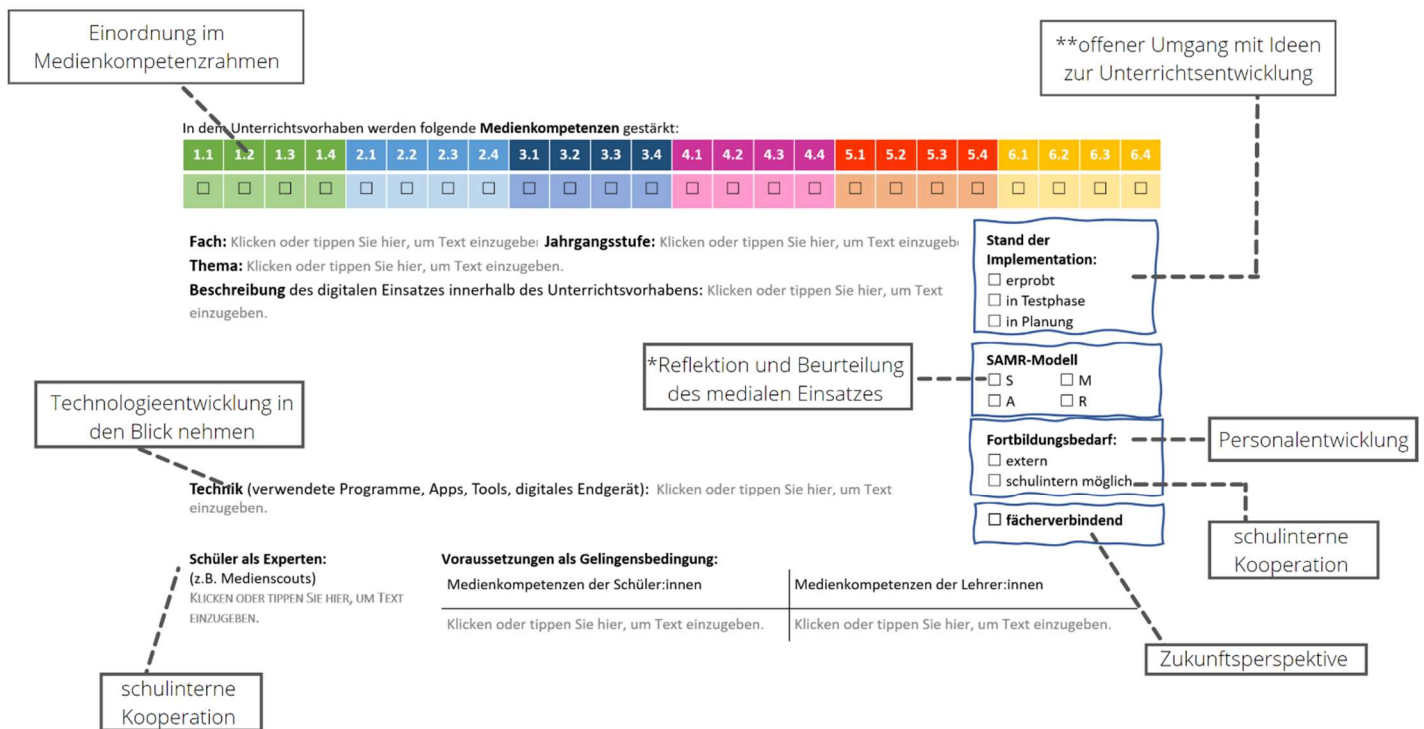 Einordnung im
Medienkompetenzrahmen
**offener Umgang mit Ideen
zur Unterrichtsentwicklung
In dem Unterrichtsvorhaben werden folgende Medienkompetenzen gestärkt:
1.1 1.2 1.3 1.4 2.1 2.2 2.3 2.4 3.1 3.2 3.3 3.4 4.1 4.2 4.3 4.4 5.1 5.2 5.3 5.4 6.1 6.2 6.3 6.4
☐ ☐ ☐ ☐ ☐ ☐ ☐ ☐ ☐ ☐ ☐ ☐ ☐ ☐ ☐ ☐ ☐ ☐ ☐ ☐ ☐ ☐ ☐ ☐
Fach: Klicken oder tippen Sie hier, um Text einzugeben Jahrgangsstufe: Klicken oder tippen Sie hier, um Text eingegeb
Thema: Klicken oder tippen Sie hier, um Text einzugeben.
Beschreibung des digitalen Einsatzes innerhalb des Unterrichtsvorhabens: Klicken oder tippen Sie hier, um Text
einzugeben.
Stand der
Implementation:
☐ erprobt
☐ in Testphase
☐ in Planung
*Reflektion und Beurteilung
des medialen Einsatzes
SAMR-Modell
☐ S ☐ M
☐ A ☐ R
Technologieentwicklung in
den Blick nehmen
Fortbildungsbedarf:
☐ extern
☐ schulintern möglich
Personalentwicklung
Technik (verwendete Programme, Apps, Tools, digitales Endgerät): Klicken oder tippen Sie hier, um Text
einzugeben.
☐ fächerverbindend
schulinterne
Kooperation
Schüler als Experten:
(z.B. Medienscouts)
KLICKEN ODER TIPPEN SIE HIER, UM TEXT
EINZUGEBEN.
Voraussetzungen als Gelingensbedingung:
Medienkompetenzen der Schüler:innen Medienkompetenzen der Lehrer:innen
Klicken oder tippen Sie hier, um Text einzugeben. Klicken oder tippen Sie hier, um Text einzugeben.
Zukunftsperspektive
schulinterne
Kooperation